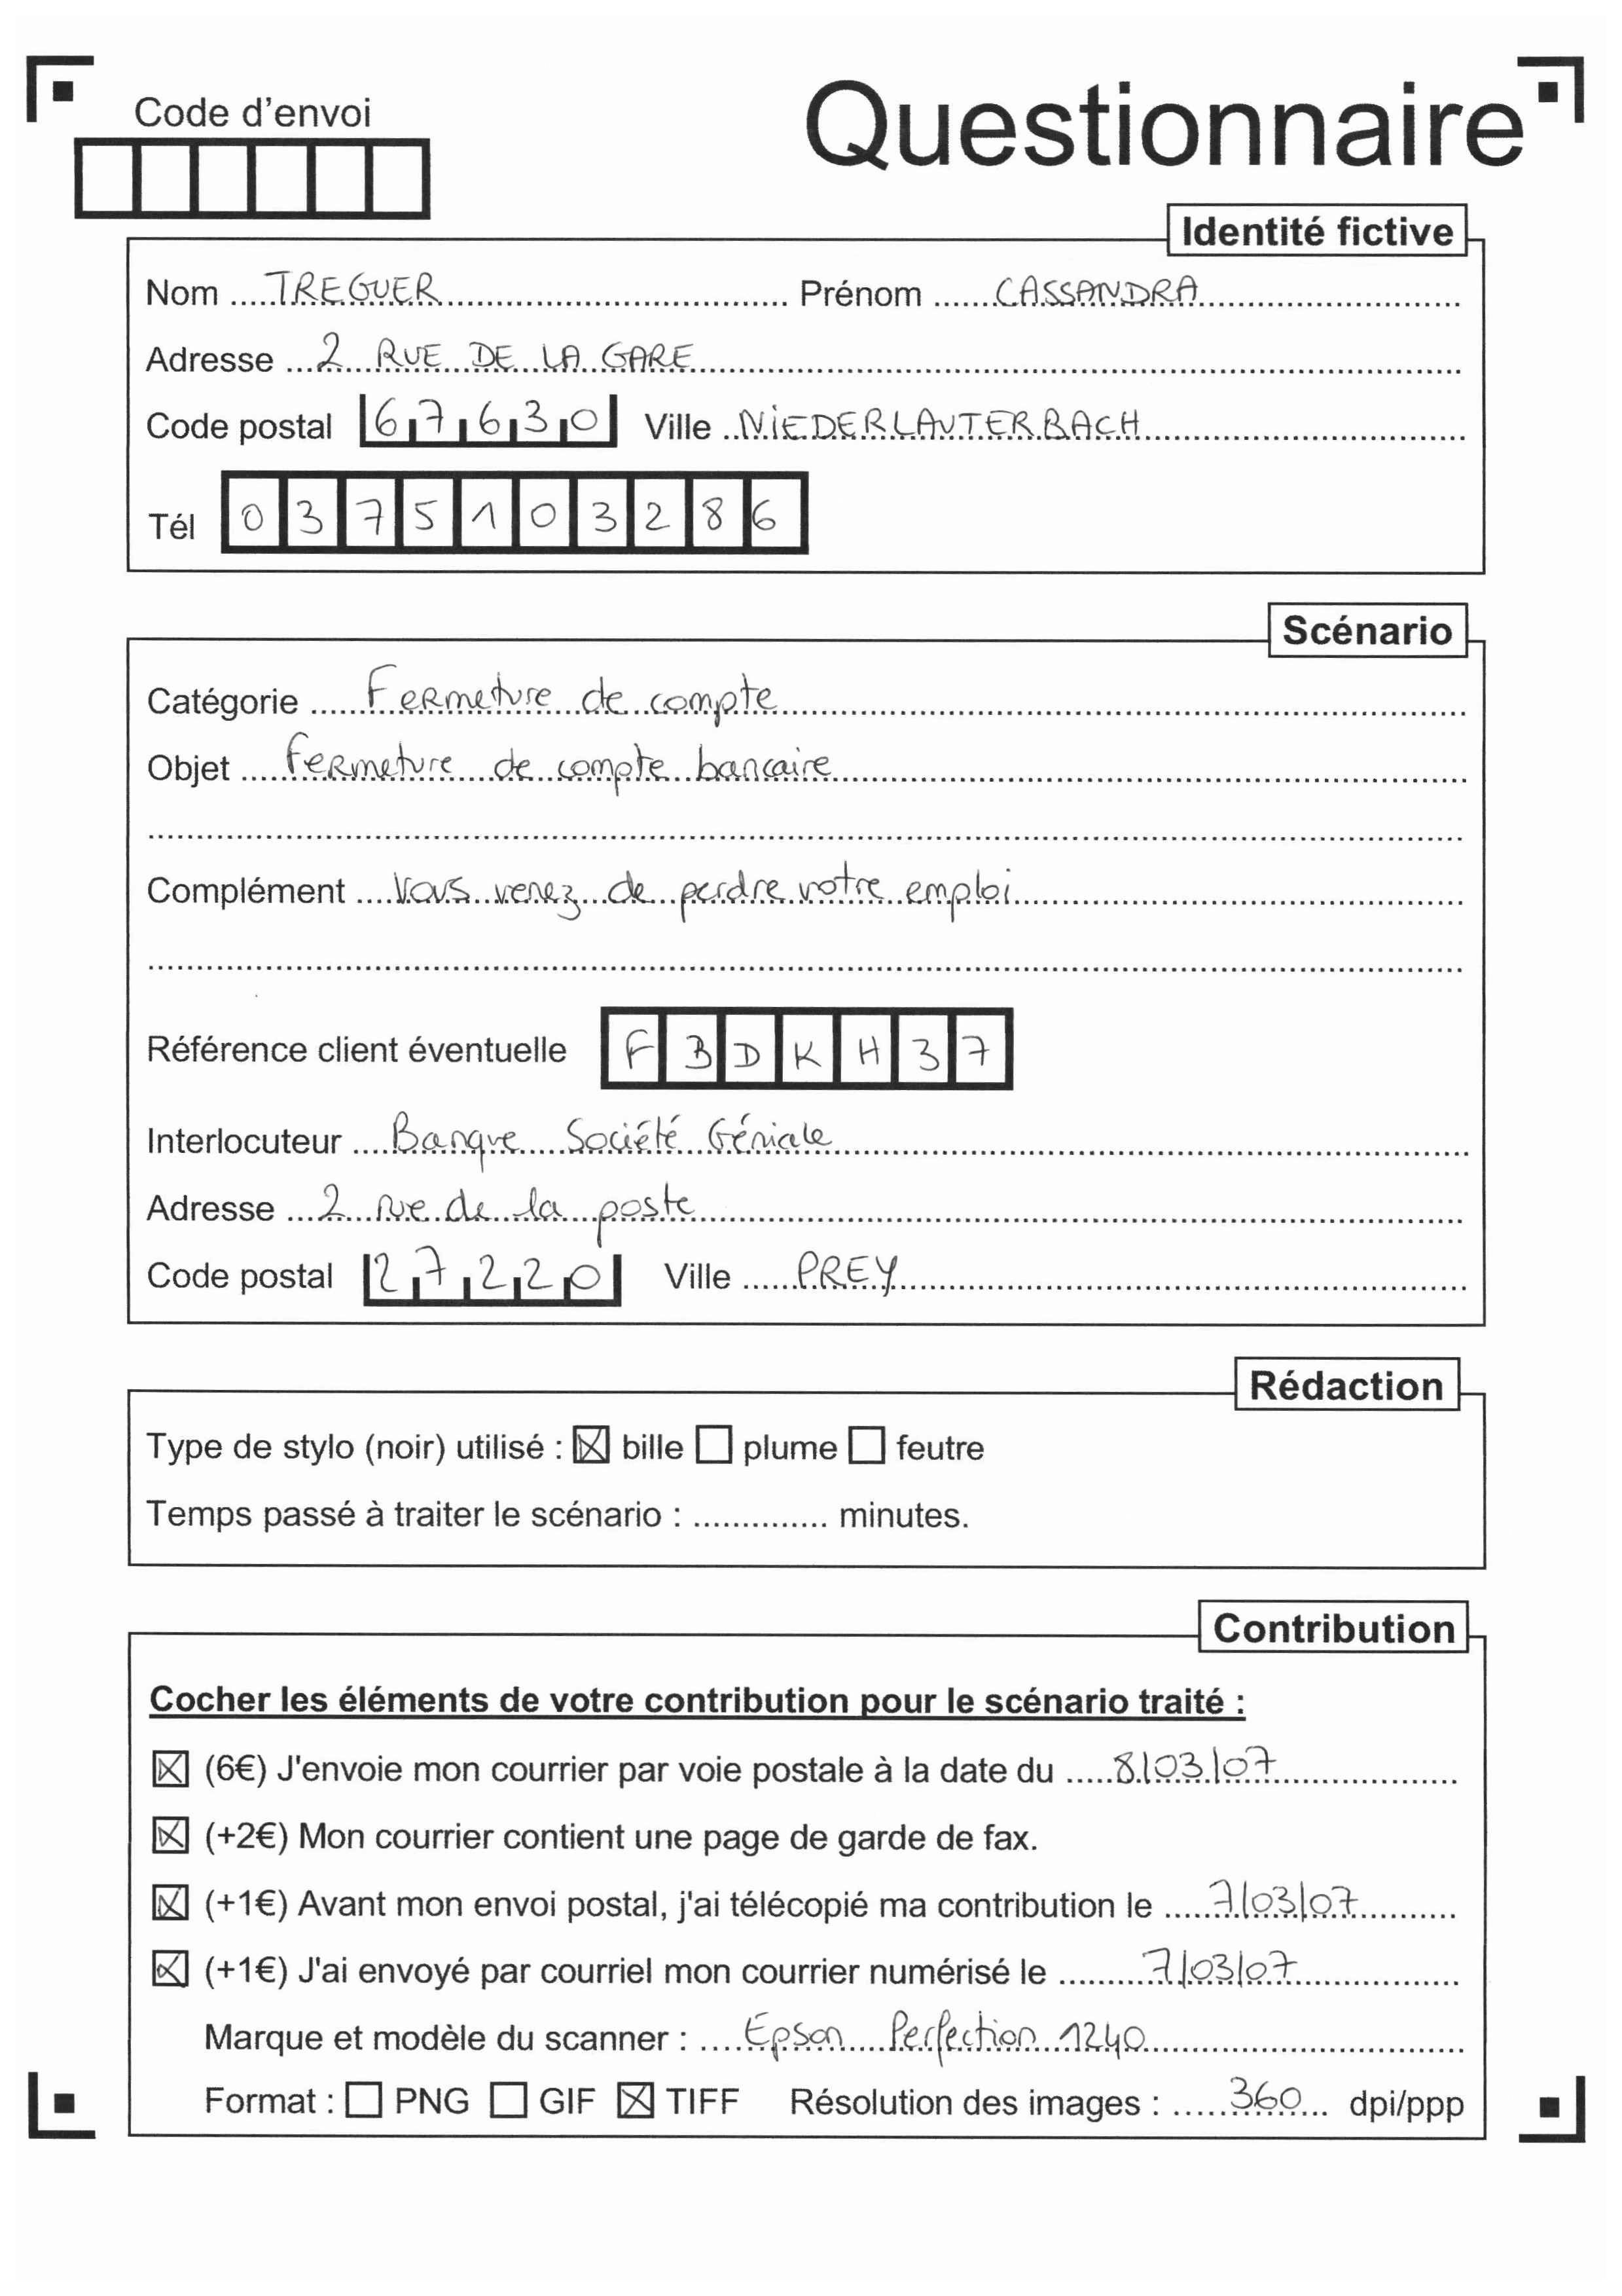 Code d'envoi
Questionnaire
Identité fictive
Nom TREGUER Prénom CASSANDRA
Adresse 2 RUE DE LA GARE
Code postal 67630 Ville NiEDERLAUTERBACH
Tél 0375103286
Scénario
Catégorie Fermeture de compte
Objet fermeture de compte bancaire
Complément Vous venez de perdre votre emploi
Référence client éventuelle FBDKH37
Interlocuteur Banque Société Géniale
Adresse 2 rue de la poste
Code postal 27220 Ville PREY
Rédaction
Type de stylo (noir) utilisé : ☒ bille ☐ plume ☐ feutre
Temps passé à traiter le scénario : .............. minutes.
Contribution
Cocher les éléments de votre contribution pour le scénario traité :
☒ (6€) J'envoie mon courrier par voie postale à la date du 8/03/07
☒ (+2€) Mon courrier contient une page de garde de fax.
☒ (+1€) Avant mon envoi postal, j'ai télécopié ma contribution le 7/03/07
☒ (+1€) J'ai envoyé par courriel mon courrier numérisé le 7/03/07
Marque et modèle du scanner : Epson Perfection 1240
Format : ☐ PNG ☐ GIF ☒ TIFF Résolution des images : 360 dpi/ppp